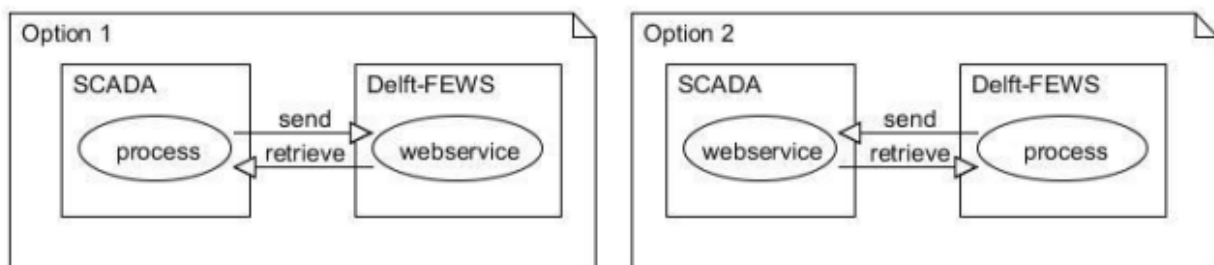 Option 1
SCADA
Delft-FEWS
send
process
retrieve
webservice
Option 2
SCADA
Delft-FEWS
send
webservice
retrieve
process